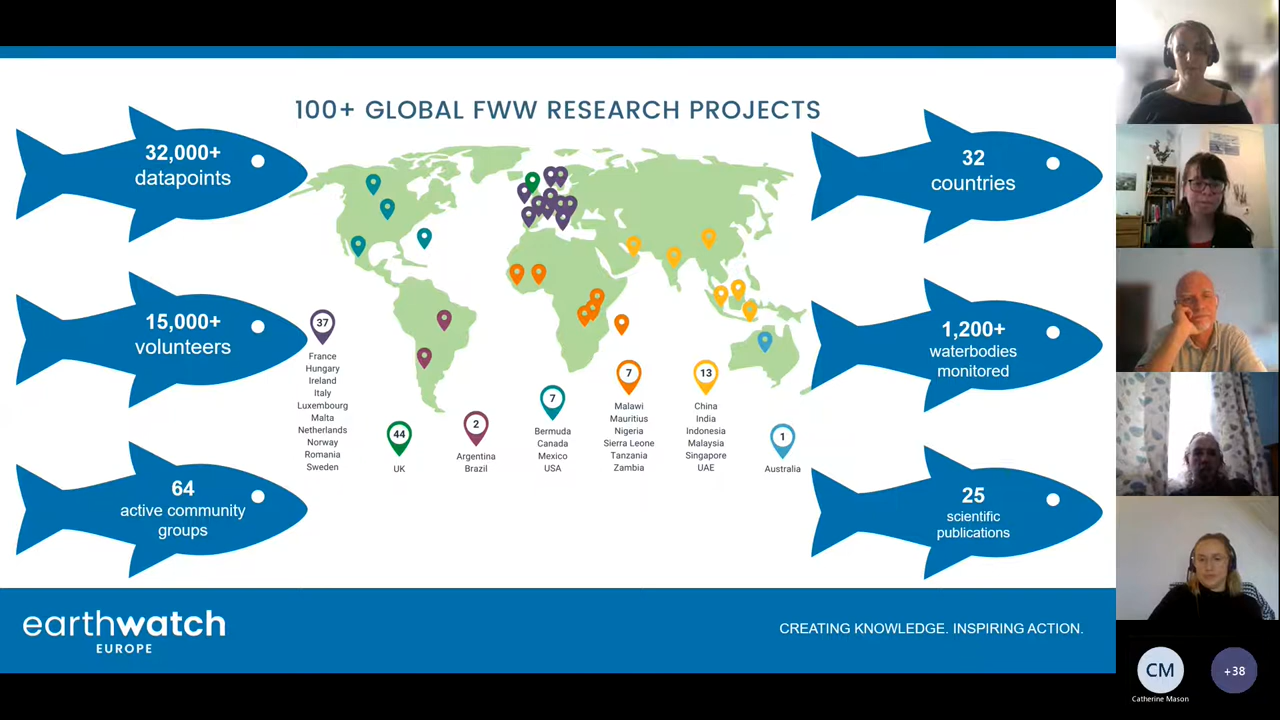 100+ GLOBAL FWW RESEARCH PROJECTS
32,000+
datapoints
15,000+
volunteers
64
active community
groups
37
France
Hungary
Ireland
Italy
Luxembourg
Malta
Netherlands
Norway
Romania
Sweden
44
UK
2
Argentina
Brazil
7
Bermuda
Canada
Mexico
USA
7
Malawi
Mauritius
Nigeria
Sierra Leone
Tanzania
Zambia
13
China
India
Indonesia
Malaysia
Singapore
UAE
1
Australia
32
countries
1,200+
waterbodies
monitored
25
scientific
publications
earthwatch
EUROPE
CREATING KNOWLEDGE. INSPIRING ACTION.
CM
Catherine Mason
+38